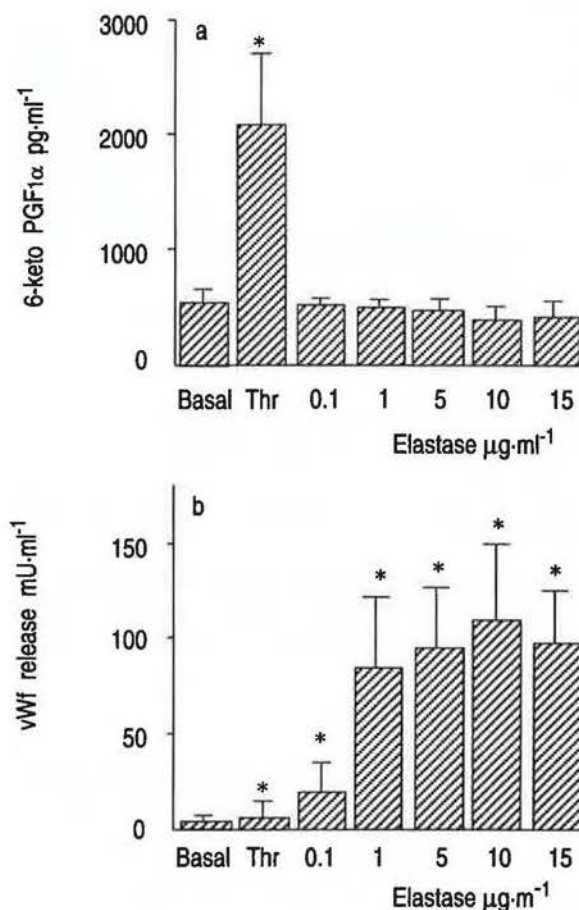 a
3000
2000
1000
0
6-keto PGF1α pg·ml-1
*
Basal Thr 0.1 1 5 10 15
Elastase μg·ml-1
b
150
100
50
0
vWf release mU·ml-1
* * * * * *
Basal Thr 0.1 1 5 10 15
Elastase μg·m-1